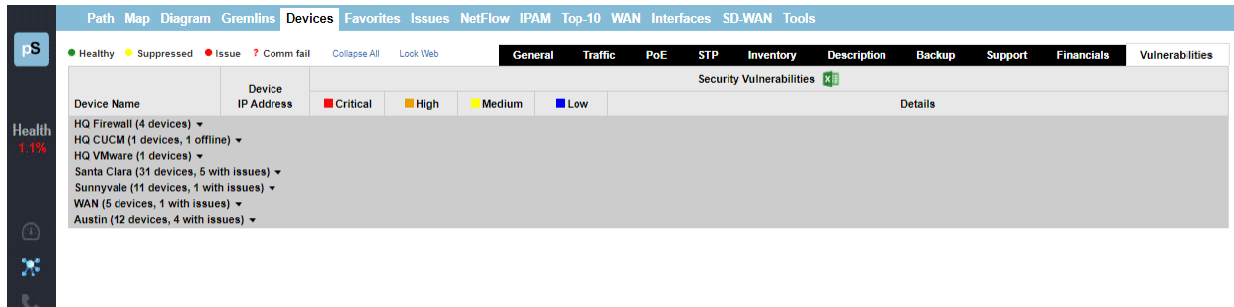 Path Map Diagram Gremlins Devices Favorites Issues NetFlow IPAM Top-10 WAN Interfaces SD-WAN Tools
pS
Healthy Suppressed Issue ? Comm fail Collapse All Lock Web General Traffic PoE STP Inventory Description Backup Support Financials Vulnerabilities
Security Vulnerabilities
Device Name Device IP Address Critical High Medium Low Details
HQ Firewall (4 devices)
HQ CUCM (1 devices, 1 offline)
HQ VMware (1 devices)
Santa Clara (31 devices, 5 with issues)
Sunnyvale (11 devices, 1 with issues)
WAN (5 devices, 1 with issues)
Austin (12 devices, 4 with issues)
Health
1.1%